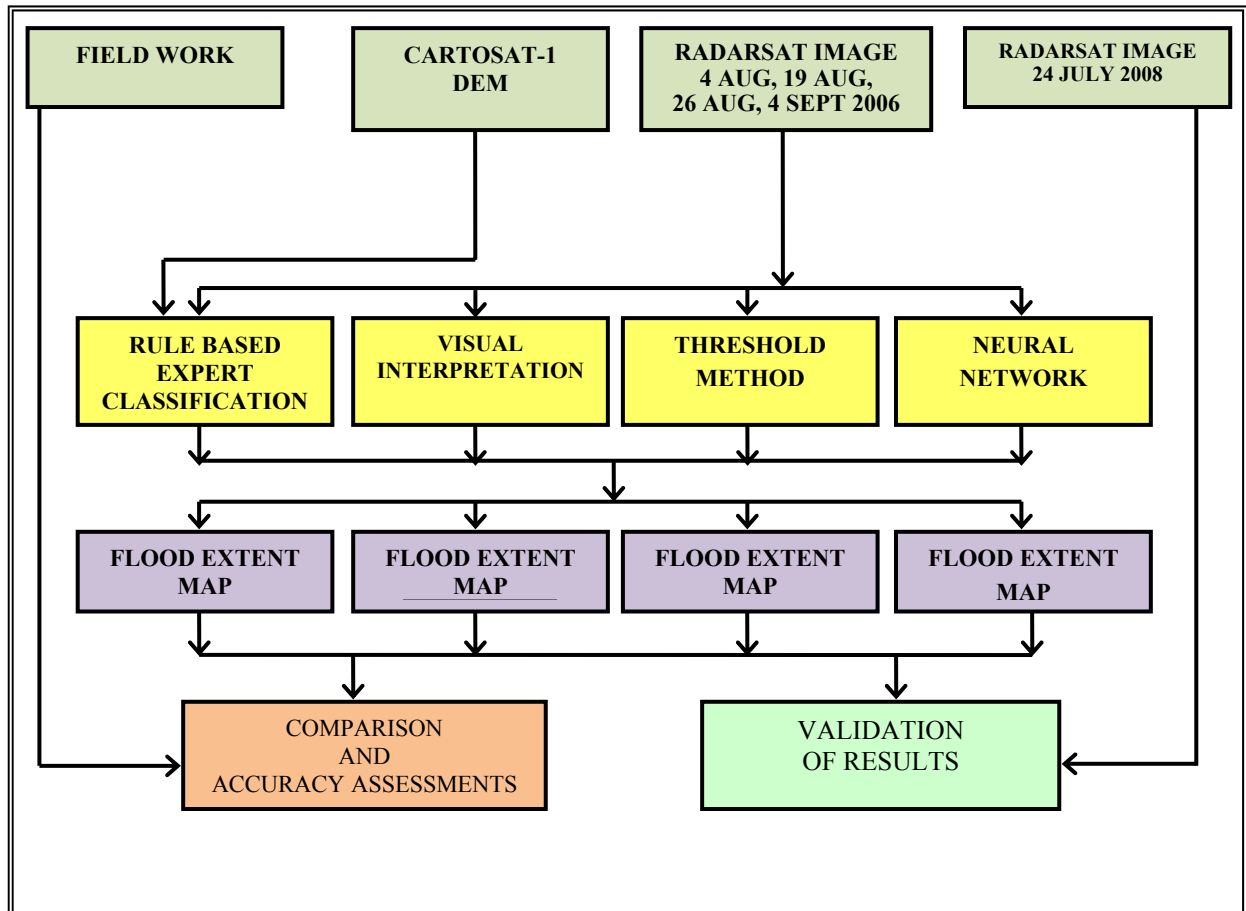 FIELD WORK
CARTOSAT-1
DEM
RADARSAT IMAGE
4 AUG, 19 AUG,
26 AUG, 4 SEPT 2006
RADARSAT IMAGE
24 JULY 2008
RULE BASED
EXPERT
CLASSIFICATION
VISUAL
INTERPRETATION
THRESHOLD
METHOD
NEURAL
NETWORK
FLOOD EXTENT
MAP
FLOOD EXTENT
MAP
FLOOD EXTENT
MAP
FLOOD EXTENT
MAP
COMPARISON
AND
ACCURACY ASSESSMENTS
VALIDATION
OF RESULTS